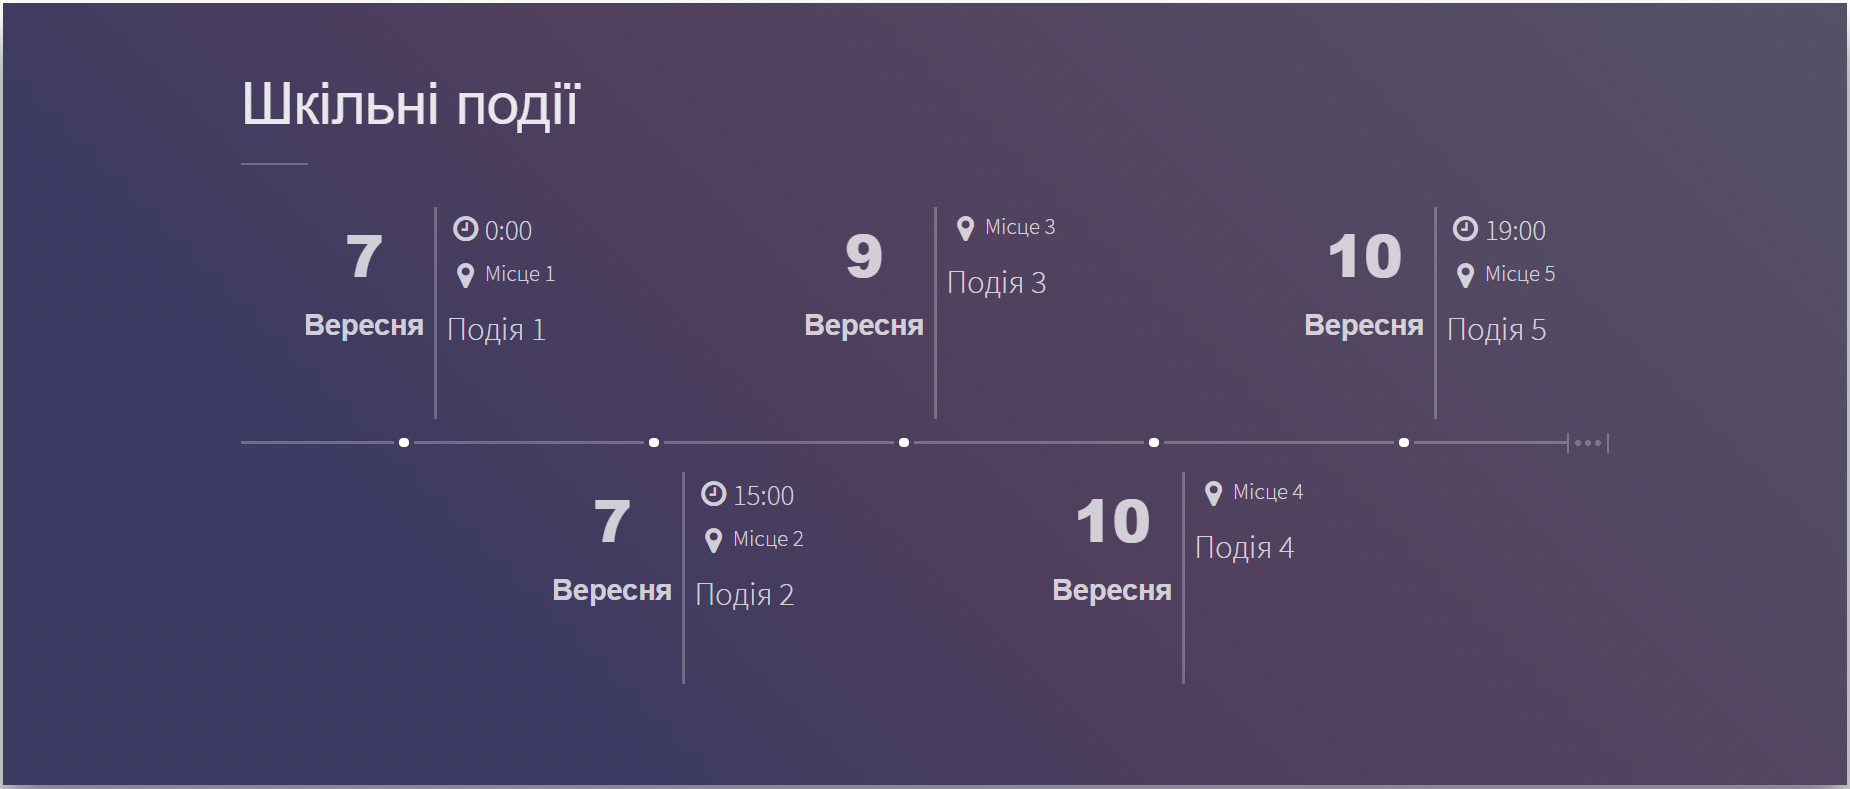 Шкільні події
7
Вересня
0:00
Місце 1
Подія 1
9
Вересня
Місце 3
Подія 3
10
Вересня
19:00
Місце 5
Подія 5
7
Вересня
15:00
Місце 2
Подія 2
10
Вересня
Місце 4
Подія 4